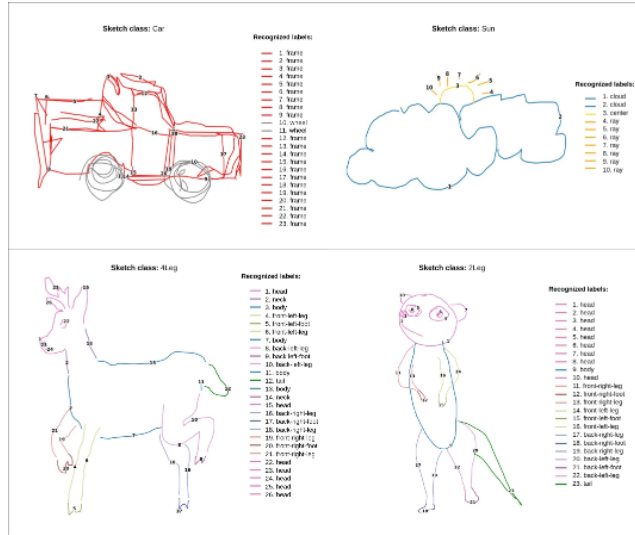 Sketch class: Car
Recognized labels:
1. frame
2. frame
3. frame
4. frame
5. frame
6. frame
7. frame
8. frame
9. frame
10. wheel
11. wheel
12. frame
13. frame
14. frame
15. frame
16. frame
17. frame
18. frame
19. frame
20. frame
21. frame
22. frame
23. frame
Sketch class: Sun
Recognized labels:
1. cloud
2. cloud
3. center
4. ray
5. ray
6. ray
7. ray
8. ray
9. ray
10. ray
Sketch class: 4Leg
Recognized labels:
1. head
2. neck
3. body
4. front-left-leg
5. front-left-foot
6. front-left-leg
7. body
8. back-left-leg
9. back-left-foot
10. back-left-leg
11. body
12. tail
13. body
14. neck
15. head
16. back-right-leg
17. back-right-foot
18. back-right-leg
19. front-right-leg
20. front-right-foot
21. front-right-leg
22. head
23. head
24. head
25. head
26. head
Sketch class: 2Leg
Recognized labels:
1. head
2. head
3. head
4. head
5. head
6. head
7. head
8. head
9. body
10. head
11. front-right-leg
12. front-right-foot
13. front-right-leg
14. front-left-leg
15. front-left-foot
16. front-left-leg
17. back-right-leg
18. back-right-foot
19. back-right-leg
20. back-left-leg
21. back-left-foot
22. back-left-leg
23. tail